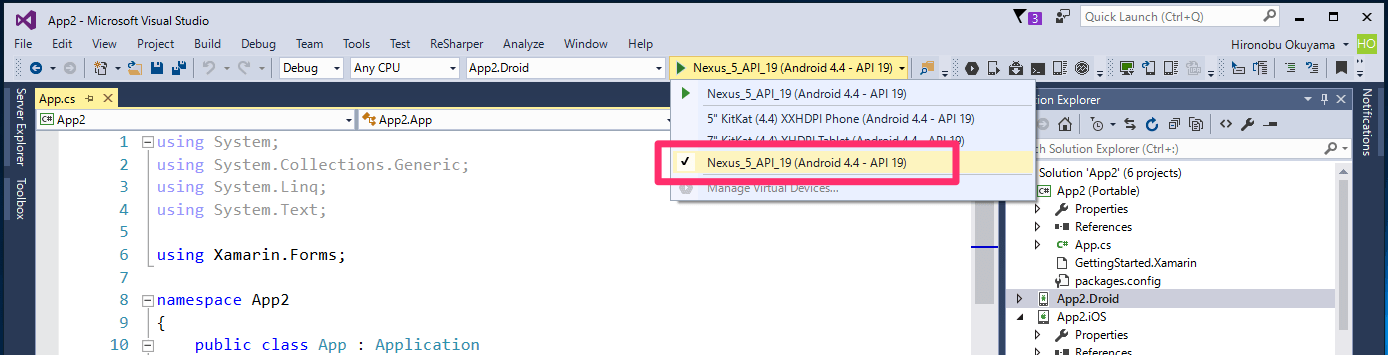 App2 - Microsoft Visual Studio
3
Quick Launch (Ctrl+Q)
File Edit View Project Build Debug Team Tools Test ReSharper Analyze Window Help
Hironobu Okuyama HO
Debug Any CPU App2.Droid Nexus_5_API_19 (Android 4.4 - API 19)
Server Explorer
Toolbox
App.cs
C# App2
App2.App
1 using System;
2 using System.Collections.Generic;
3 using System.Linq;
4 using System.Text;
5
6 using Xamarin.Forms;
7
8 namespace App2
9 {
10 public class App : Application
Nexus_5_API_19 (Android 4.4 - API 19)
5" KitKat (4.4) XXHDPI Phone (Android 4.4 - API 19)
7" KitKat (4.4) XHDPI Tablet (Android 4.4 - API 19)
Nexus_5_API_19 (Android 4.4 - API 19)
Manage Virtual Devices...
tion Explorer
ch Solution Explorer (Ctrl+:)
Solution 'App2' (6 projects)
C# App2 (Portable)
Properties
References
C# App.cs
GettingStarted.Xamarin
packages.config
App2.Droid
App2.iOS
Properties
References
Notifications